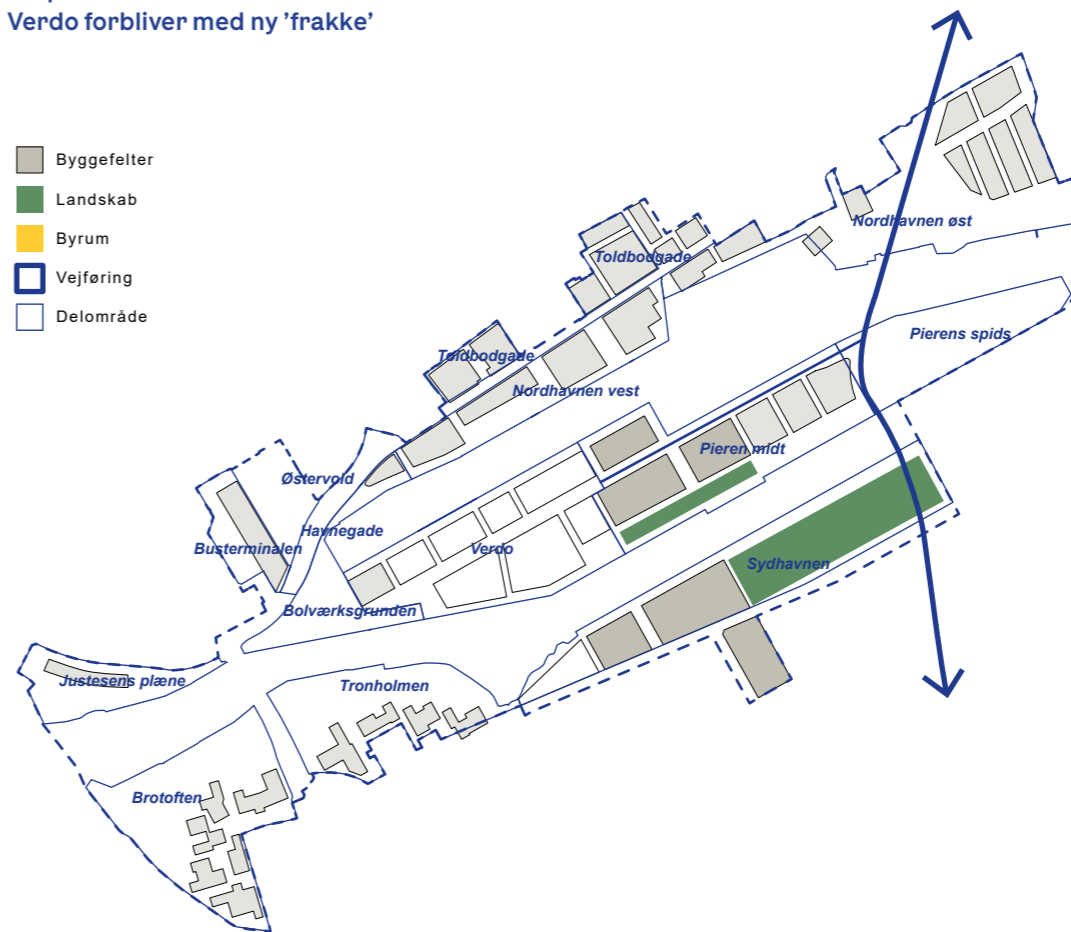 Verdo forbliver med ny ’frakke’
Byggefelter
Landskab
Byrum
Vejføring
Delområde
Nordhavnen øst
Toldbodgade
Pierens spids
Toldbodgade
Nordhavnen vest
Pieren midt
Østervold
Havnegade
Busterminalen
Verdo
Sydhavnen
Bolværksgrunden
Justesens plæne
Tronholmen
Brotoften